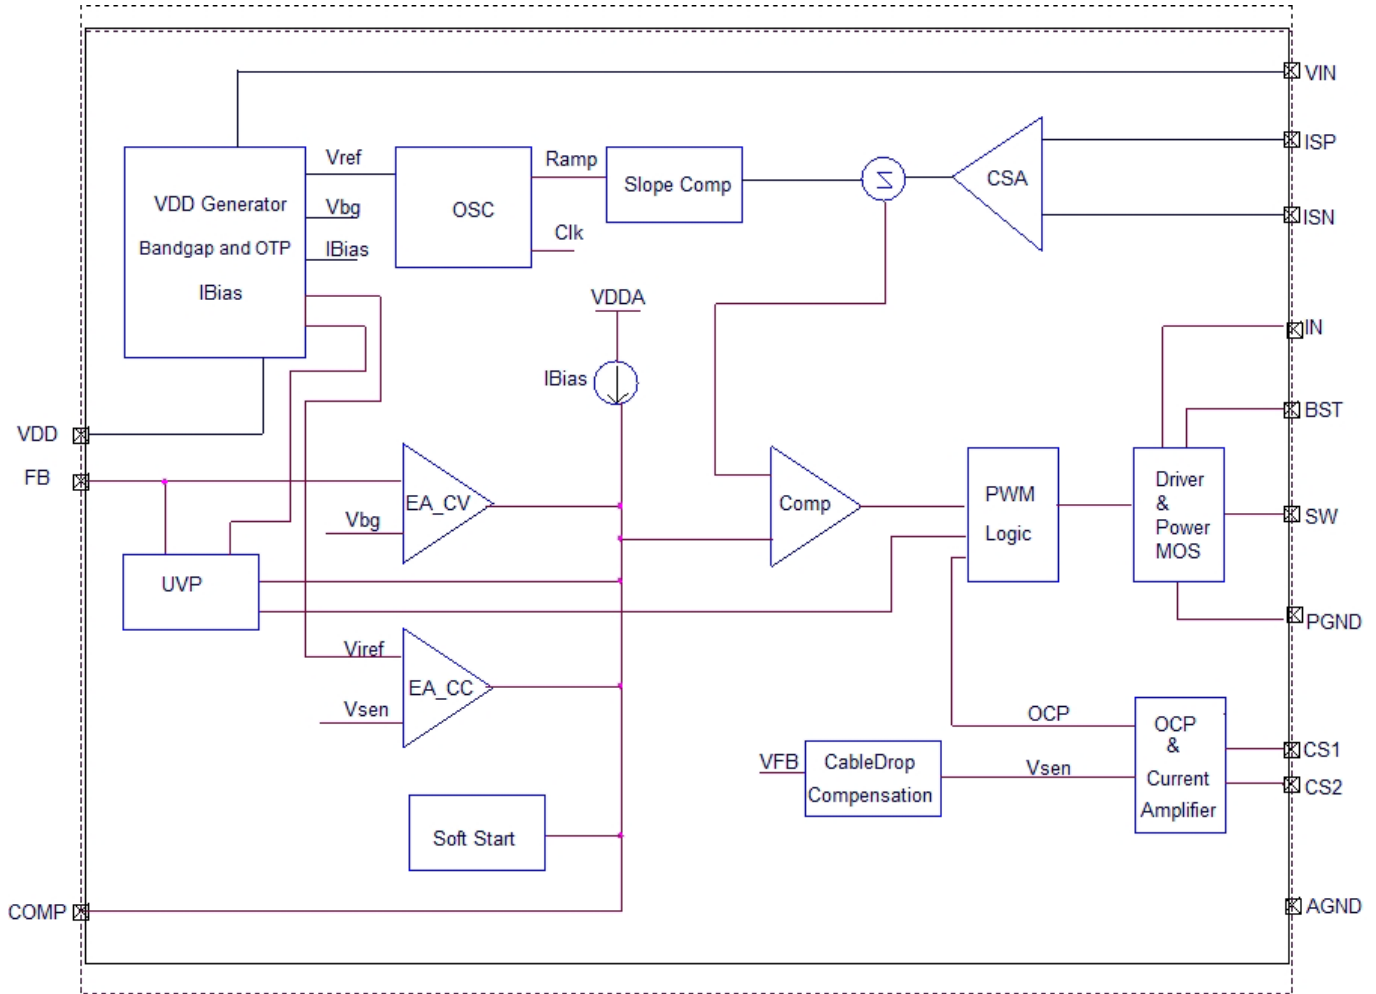 VIN
ISP
Vref
Ramp
CSA
Slope Comp
Σ
VDD Generator
Vbg
OSC
ISN
Clk
Bandgap and OTP
IBias
IBias
VDDA
IN
IBias
BST
VDD
FB
Driver
EA_CV
Comp
PWM
&
Vbg
SW
Power
Logic
MOS
UVP
PGND
Viref
EA_CC
Vsen
OCP
OCP
&
CS1
VFB
CableDrop
Vsen
Current
CS2
Compensation
Amplifier
Soft Start
COMP
AGND